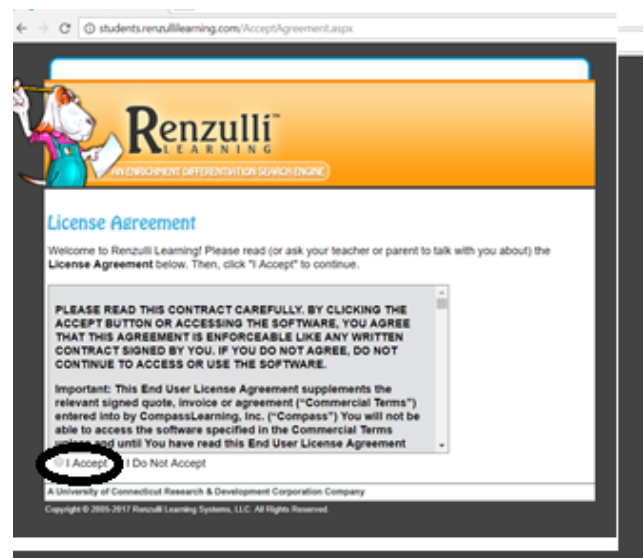 students.renzullilearning.com/AcceptAgreement.aspx
Renzulli™
LEARNING
AN ENRICHMENT DIFFERENTIATION SEARCH ENGINE
License Agreement
Welcome to Renzulli Learning! Please read (or ask your teacher or parent to talk with you about) the
License Agreement below. Then, click "I Accept" to continue.
PLEASE READ THIS CONTRACT CAREFULLY. BY CLICKING THE
ACCEPT BUTTON OR ACCESSING THE SOFTWARE, YOU AGREE
THAT THIS AGREEMENT IS ENFORCEABLE LIKE ANY WRITTEN
CONTRACT SIGNED BY YOU. IF YOU DO NOT AGREE, DO NOT
CONTINUE TO ACCESS OR USE THE SOFTWARE.
Important: This End User License Agreement supplements the
relevant signed quote, invoice or agreement ("Commercial Terms")
entered into by CompassLearning, Inc. ("Compass") You will not be
able to access the software specified in the Commercial Terms
unless and until You have read this End User License Agreement
I Accept I Do Not Accept
A University of Connecticut Research & Development Corporation Company
Copyright © 2005-2017 Renzulli Learning Systems, LLC. All Rights Reserved.